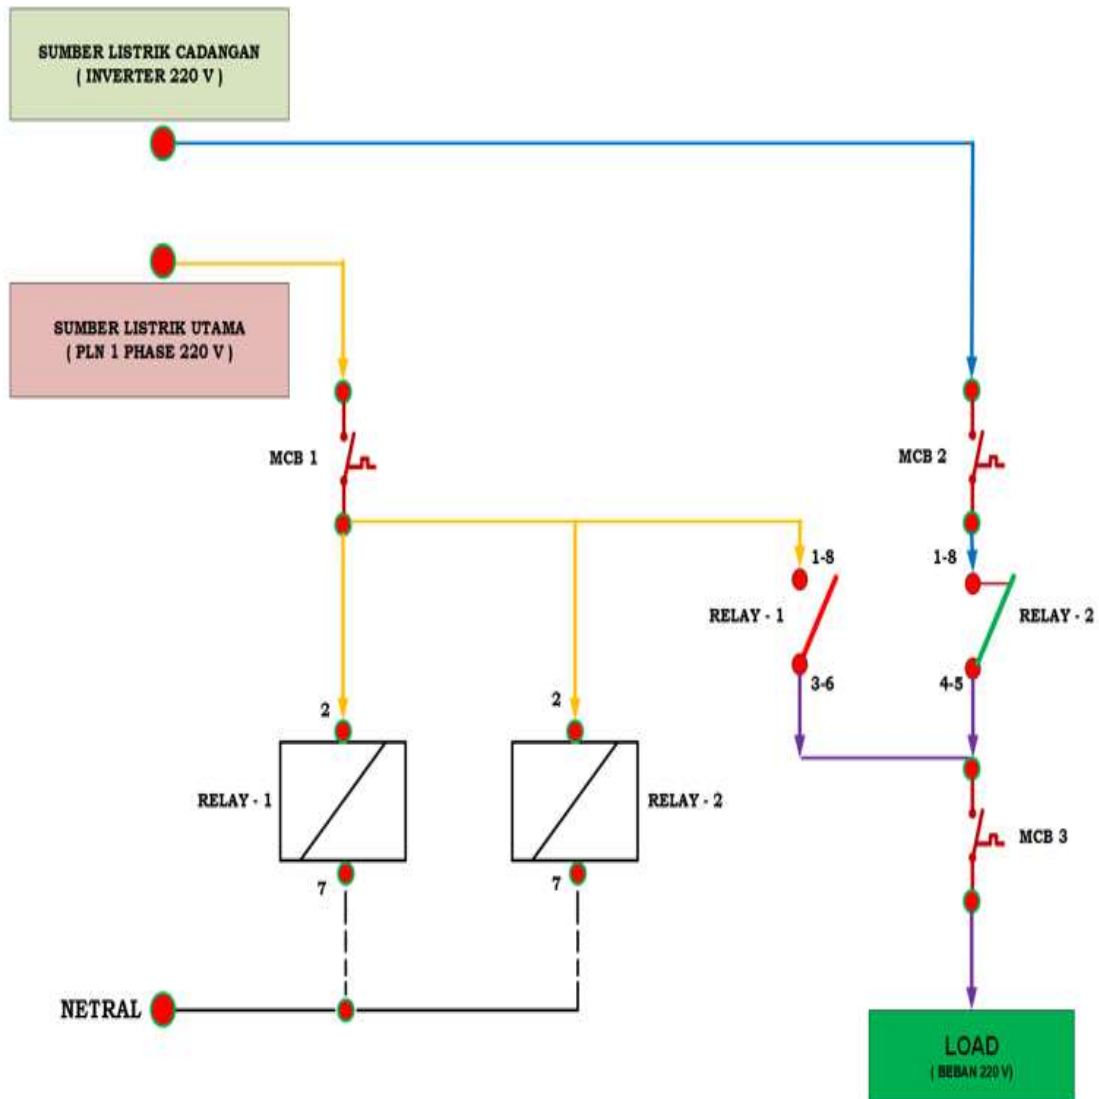 SUMBER LISTRIK CADANGAN
( INVERTER 220 V )
SUMBER LISTRIK UTAMA
( PLN 1 PHASE 220 V )
MCB 1
MCB 2
1-8
1-8
RELAY - 1
RELAY - 2
3-6
4-5
2
2
RELAY - 1
RELAY - 2
MCB 3
7
7
NETRAL
LOAD
( BEBAN 220 V)